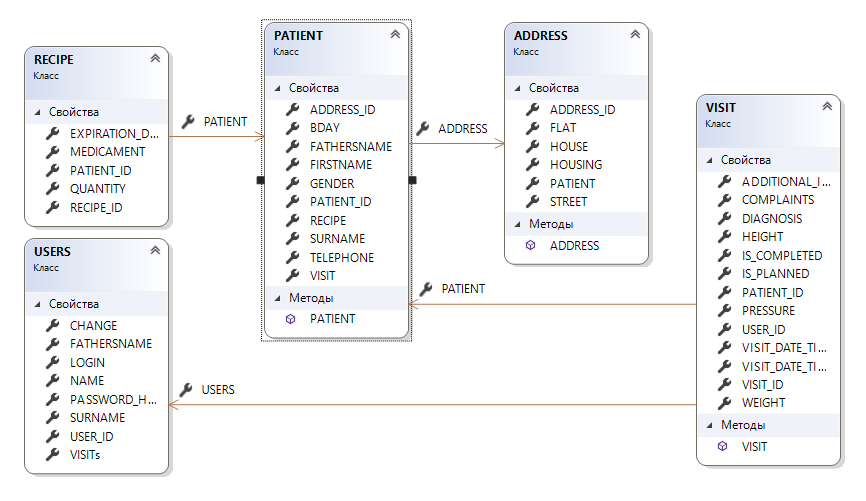 RECIPE
Класс
Свойства
EXPIRATION_D...
MEDICAMENT
PATIENT_ID
QUANTITY
RECIPE_ID
PATIENT
PATIENT
Класс
Свойства
ADDRESS_ID
BDAY
FATHERSNAME
FIRSTNAME
GENDER
PATIENT_ID
RECIPE
SURNAME
TELEPHONE
VISIT
Методы
PATIENT
ADDRESS
ADDRESS
Класс
Свойства
ADDRESS_ID
FLAT
HOUSE
HOUSING
PATIENT
STREET
Методы
ADDRESS
VISIT
Класс
Свойства
ADDITIONAL_I...
COMPLAINTS
DIAGNOSIS
HEIGHT
IS_COMPLETED
IS_PLANNED
PATIENT_ID
PRESSURE
USER_ID
VISIT_DATE_TI...
VISIT_DATE_TI...
VISIT_ID
WEIGHT
Методы
VISIT
PATIENT
USERS
USERS
Класс
Свойства
CHANGE
FATHERSNAME
LOGIN
NAME
PASSWORD_H...
SURNAME
USER_ID
VISITs